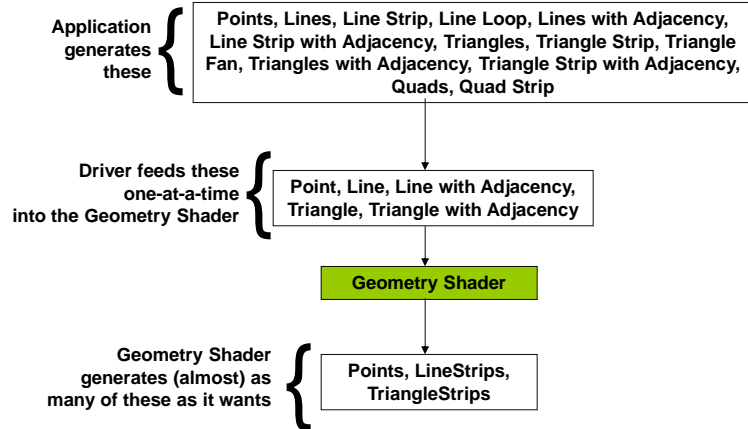 Application
generates
these
Points, Lines, Line Strip, Line Loop, Lines with Adjacency,
Line Strip with Adjacency, Triangles, Triangle Strip, Triangle
Fan, Triangles with Adjacency, Triangle Strip with Adjacency,
Quads, Quad Strip
Driver feeds these
one-at-a-time
into the Geometry Shader
Point, Line, Line with Adjacency,
Triangle, Triangle with Adjacency
Geometry Shader
Geometry Shader
generates (almost) as
many of these as it wants
Points, LineStrips,
TriangleStrips